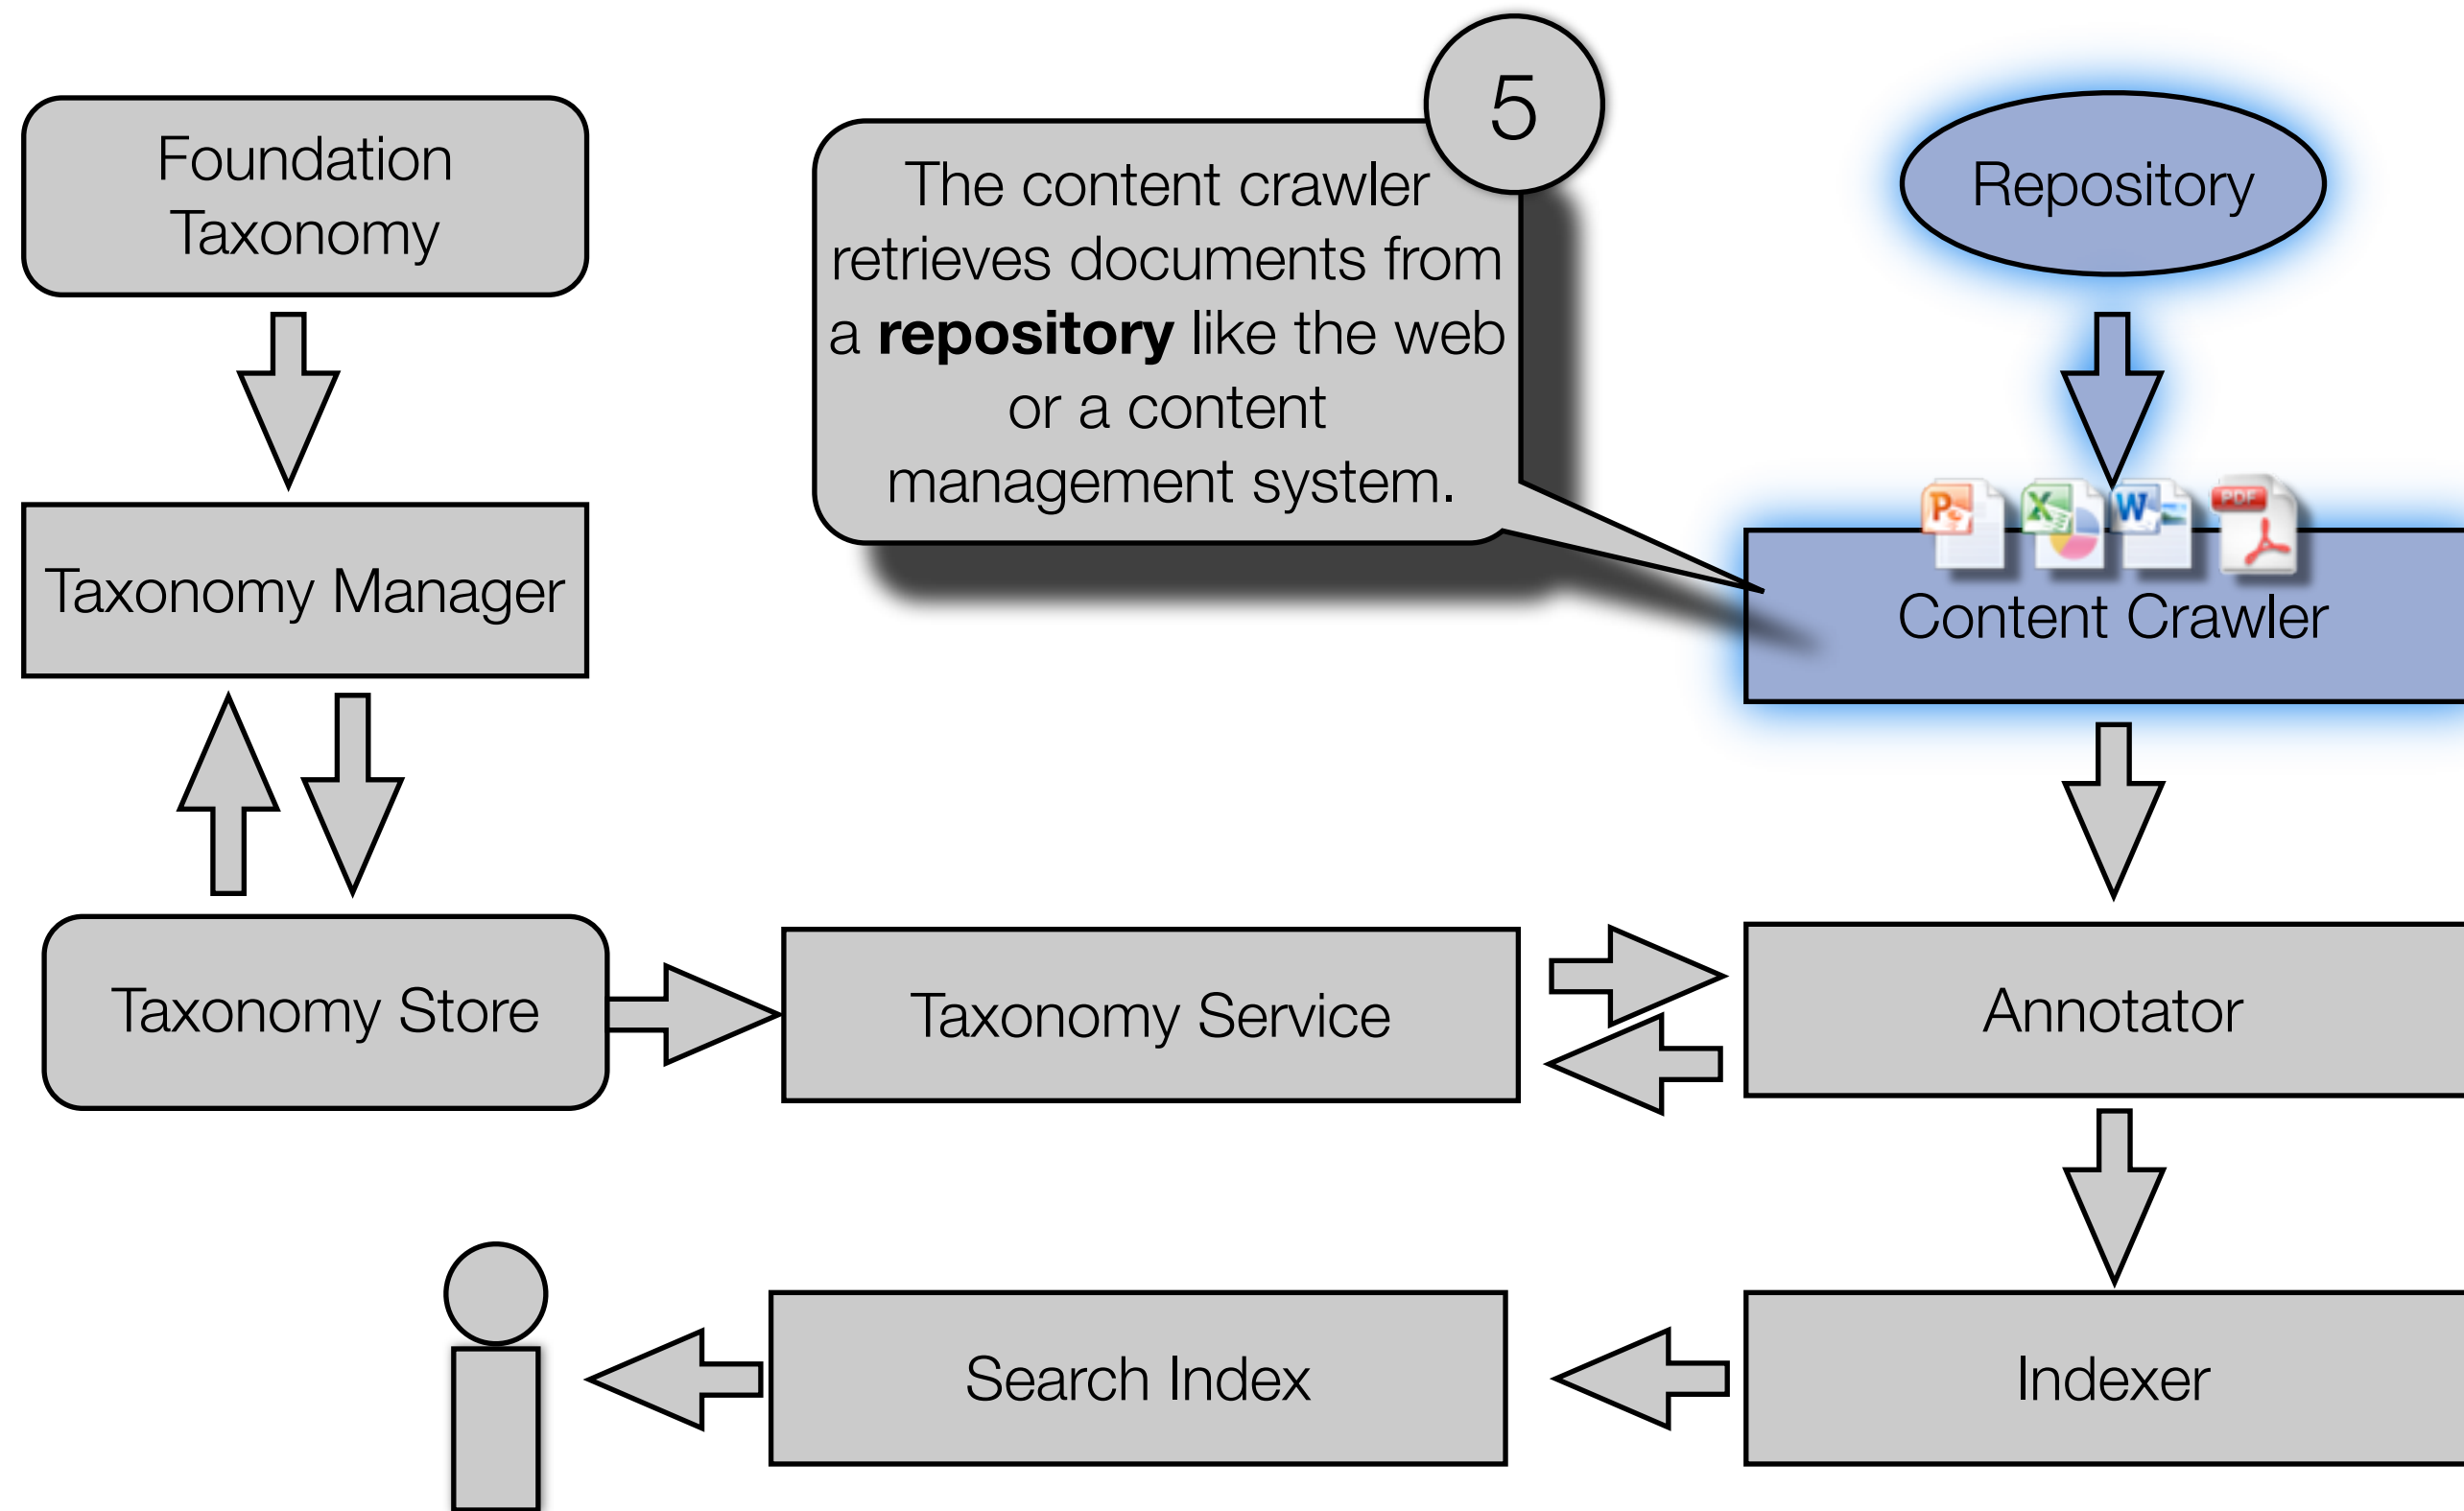 Foundation
Taxonomy
5
The content crawler
retrieves documents from
a repository like the web
or a content
management system.
Repository
P
X
W
PDF
Taxonomy Manager
Content Crawler
Taxonomy Store
Taxonomy Service
Annotator
Search Index
Indexer